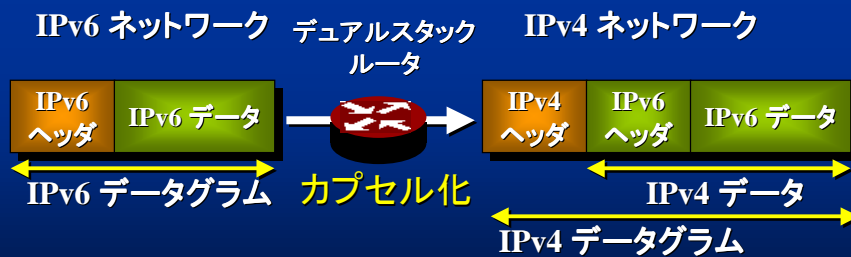 IPv6 ネットワーク
デュアルスタック
ルータ
IPv4 ネットワーク
IPv6
ヘッダ
IPv6 データ
IPv4
ヘッダ
IPv6
ヘッダ
IPv6 データ
IPv6 データグラム
カプセル化
IPv4 データ
IPv4 データグラム